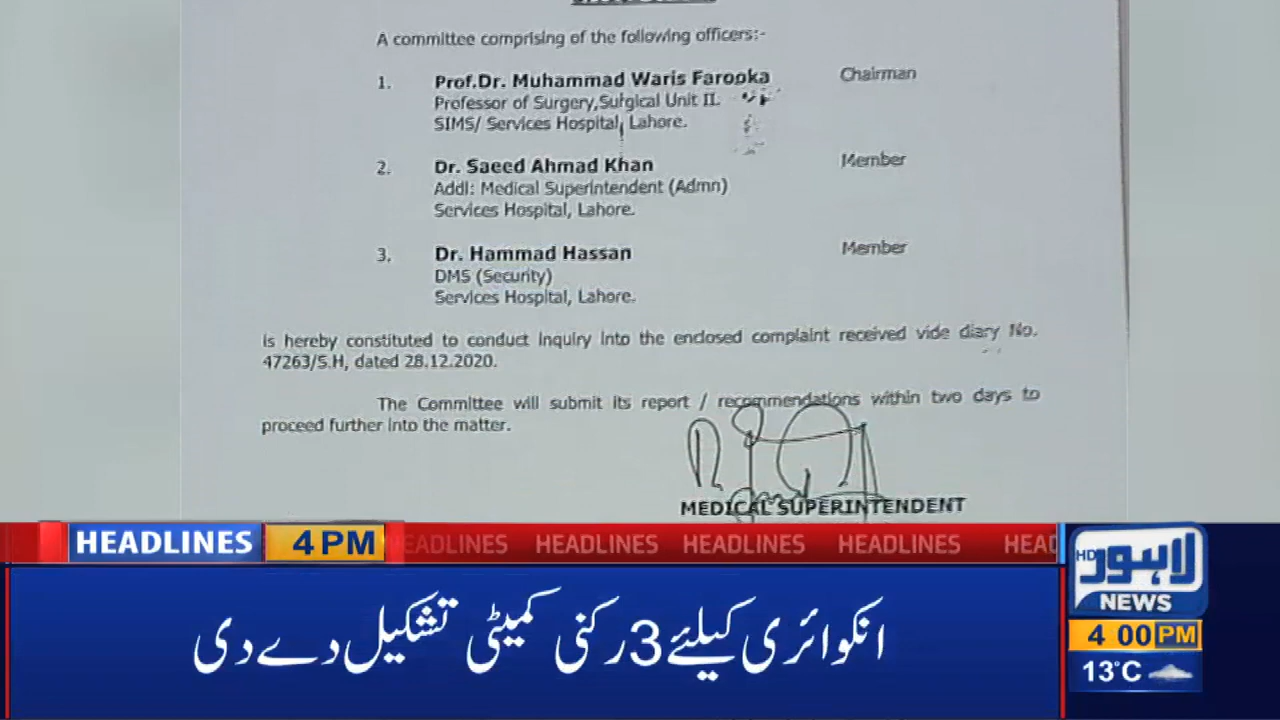 A committee comprising of the following officers:-
1. Prof.Dr. Muhammad Waris Farooka Chairman
Professor of Surgery,Surgical Unit II.
SIMS/ Services Hospital, Lahore.
2. Dr. Saeed Ahmad Khan Member
Addl: Medical Superintendent (Admn)
Services Hospital, Lahore.
3. Dr. Hammad Hassan Member
DMS (Security)
Services Hospital, Lahore.
is hereby constituted to conduct inquiry into the enclosed complaint received vide diary No.
47263/S.H, dated 28.12.2020.
The Committee will submit its report / recommendations within two days to
proceed further into the matter.
MEDICAL SUPERINTENDENT
HEADLINES 4 PM HEADLINES HEADLINES HEADLINES HEADLINES HEAD
انکوائری کیلئے 3 رکنی کمیٹی تشکیل دے دی
HD لاہور
NEWS
4 00 PM
13°C